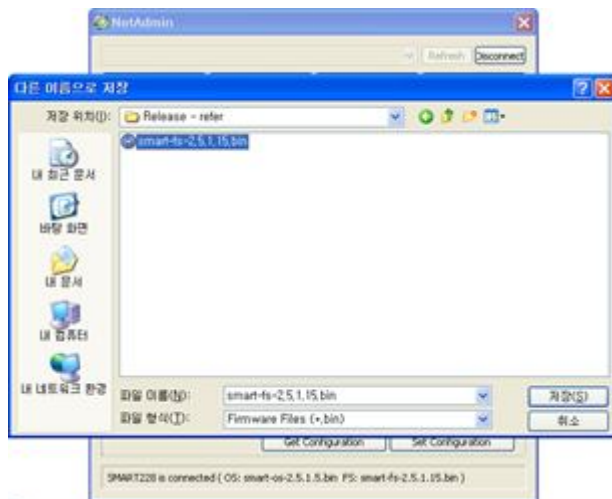 NetAdmin
Refresh Disconnect
다른 이름으로 저장
저장 위치(I): Release - refer
smart-fs-2,5,1,15,bin
내 최근 문서
바탕 화면
내 문서
내 컴퓨터
내 네트워크 환경
파일 이름(N): smart-fs-2,5,1,15,bin 저장(S)
파일 형식(T): Firmware Files (*,bin) 취소
Get Configuration Set Configuration
SMART228 is connected ( OS: smart-os-2.5.1.5.bin FS: smart-fs-2.5.1.15.bin )